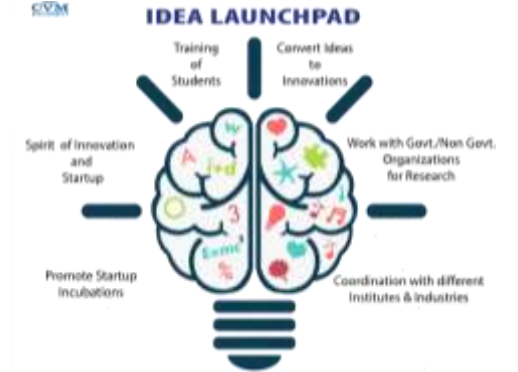 CVM
IDEA LAUNCHPAD
Training
of
Students
Convert Ideas
to
Innovations
Spirit of Innovation
and
Startup
Work with Govt./Non Govt.
Organizations
for Research
Promote Startup
Incubations
Coordination with different
Institutes & Industries
A
3